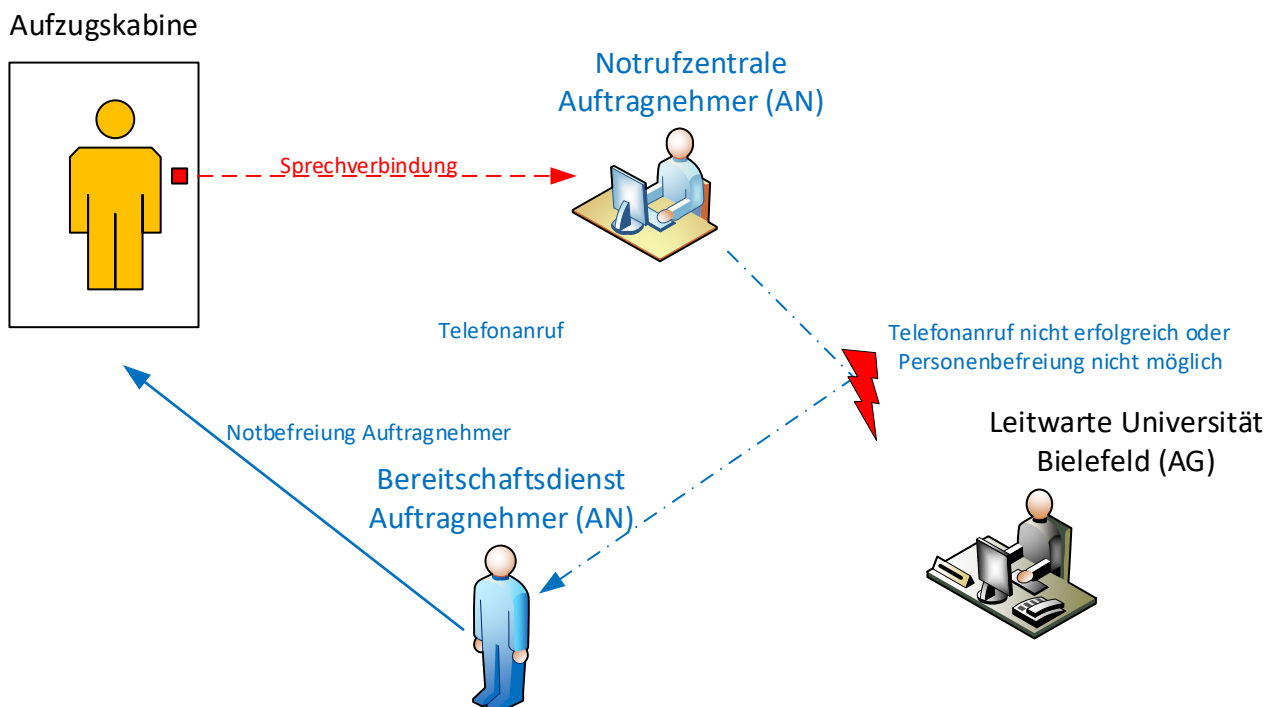 Aufzugskabine
Notrufzentrale
Auftragnehmer (AN)
Sprechverbindung
Telefonanruf
Telefonanruf nicht erfolgreich oder
Personenbefreiung nicht möglich
Notbefreiung Auftragnehmer
Leitwarte Universität
Bielefeld (AG)
Bereitschaftsdienst
Auftragnehmer (AN)